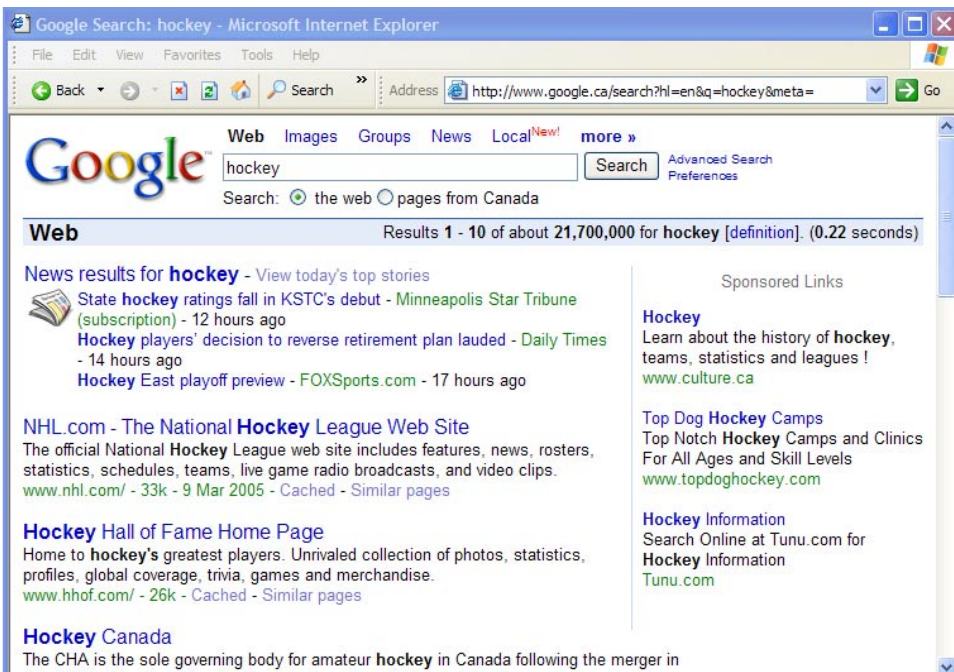 Google Search: hockey - Microsoft Internet Explorer
File Edit View Favorites Tools Help
Back Search » Address http://www.google.ca/search?hl=en&q=hockey&meta= Go
Web Images Groups News Local New! more »
Google™
hockey Search Advanced Search
Preferences
Search: the web pages from Canada
Web Results 1 - 10 of about 21,700,000 for hockey [definition]. (0.22 seconds)
News results for hockey - View today's top stories
State hockey ratings fall in KSTC's debut - Minneapolis Star Tribune
(subscription) - 12 hours ago
Hockey players' decision to reverse retirement plan lauded - Daily Times
- 14 hours ago
Hockey East playoff preview - FOXSports.com - 17 hours ago
NHL.com - The National Hockey League Web Site
The official National Hockey League web site includes features, news, rosters,
statistics, schedules, teams, live game radio broadcasts, and video clips.
www.nhl.com/ - 33k - 9 Mar 2005 - Cached - Similar pages
Hockey Hall of Fame Home Page
Home to hockey's greatest players. Unrivaled collection of photos, statistics,
profiles, global coverage, trivia, games and merchandise.
www.hhof.com/ - 26k - Cached - Similar pages
Hockey Canada
The CHA is the sole governing body for amateur hockey in Canada following the merger in
Sponsored Links
Hockey
Learn about the history of hockey,
teams, statistics and leagues !
www.culture.ca
Top Dog Hockey Camps
Top Notch Hockey Camps and Clinics
For All Ages and Skill Levels
www.topdoghockey.com
Hockey Information
Search Online at Tunu.com for
Hockey Information
Tunu.com